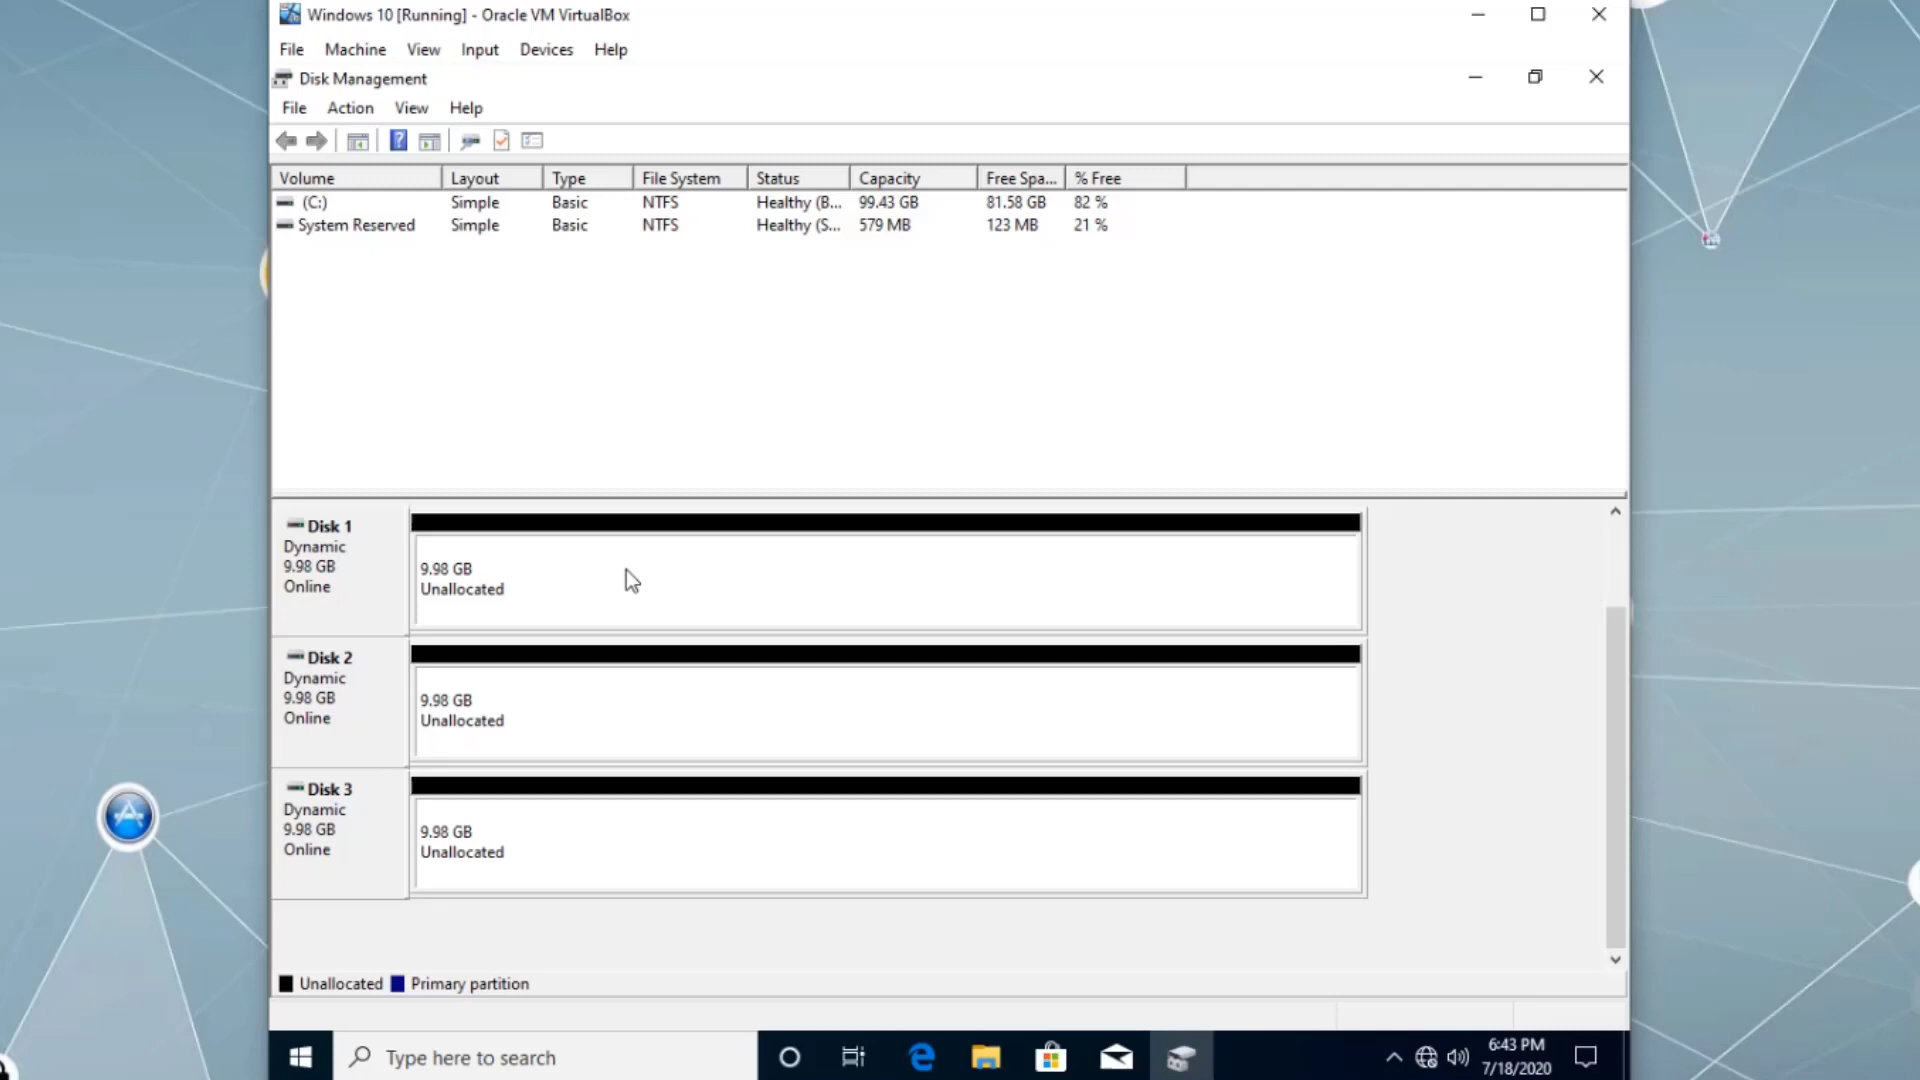 Windows 10 [Running] - Oracle VM VirtualBox
File Machine View Input Devices Help
Disk Management
File Action View Help
Volume Layout Type File System Status Capacity Free Spa... % Free
(C:) Simple Basic NTFS Healthy (B... 99.43 GB 81.58 GB 82 %
System Reserved Simple Basic NTFS Healthy (S... 579 MB 123 MB 21 %
Disk 1
Dynamic
9.98 GB
Online
9.98 GB
Unallocated
Disk 2
Dynamic
9.98 GB
Online
9.98 GB
Unallocated
Disk 3
Dynamic
9.98 GB
Online
9.98 GB
Unallocated
Unallocated Primary partition
Type here to search
6:43 PM
7/18/2020